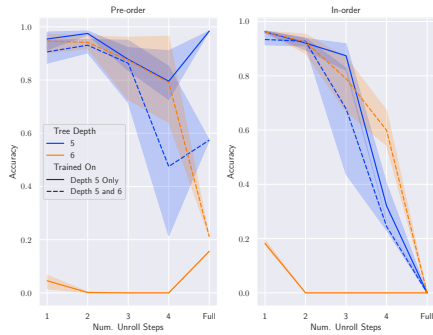 Pre-order
In-order
1.0
0.8
0.6
0.4
0.2
0.0
Accuracy
Tree Depth
5
6
Trained On
Depth 5 Only
Depth 5 and 6
1 2 3 4 Full
Num. Unroll Steps
1.0
0.8
0.6
0.4
0.2
0.0
Accuracy
1 2 3 4 Full
Num. Unroll Steps